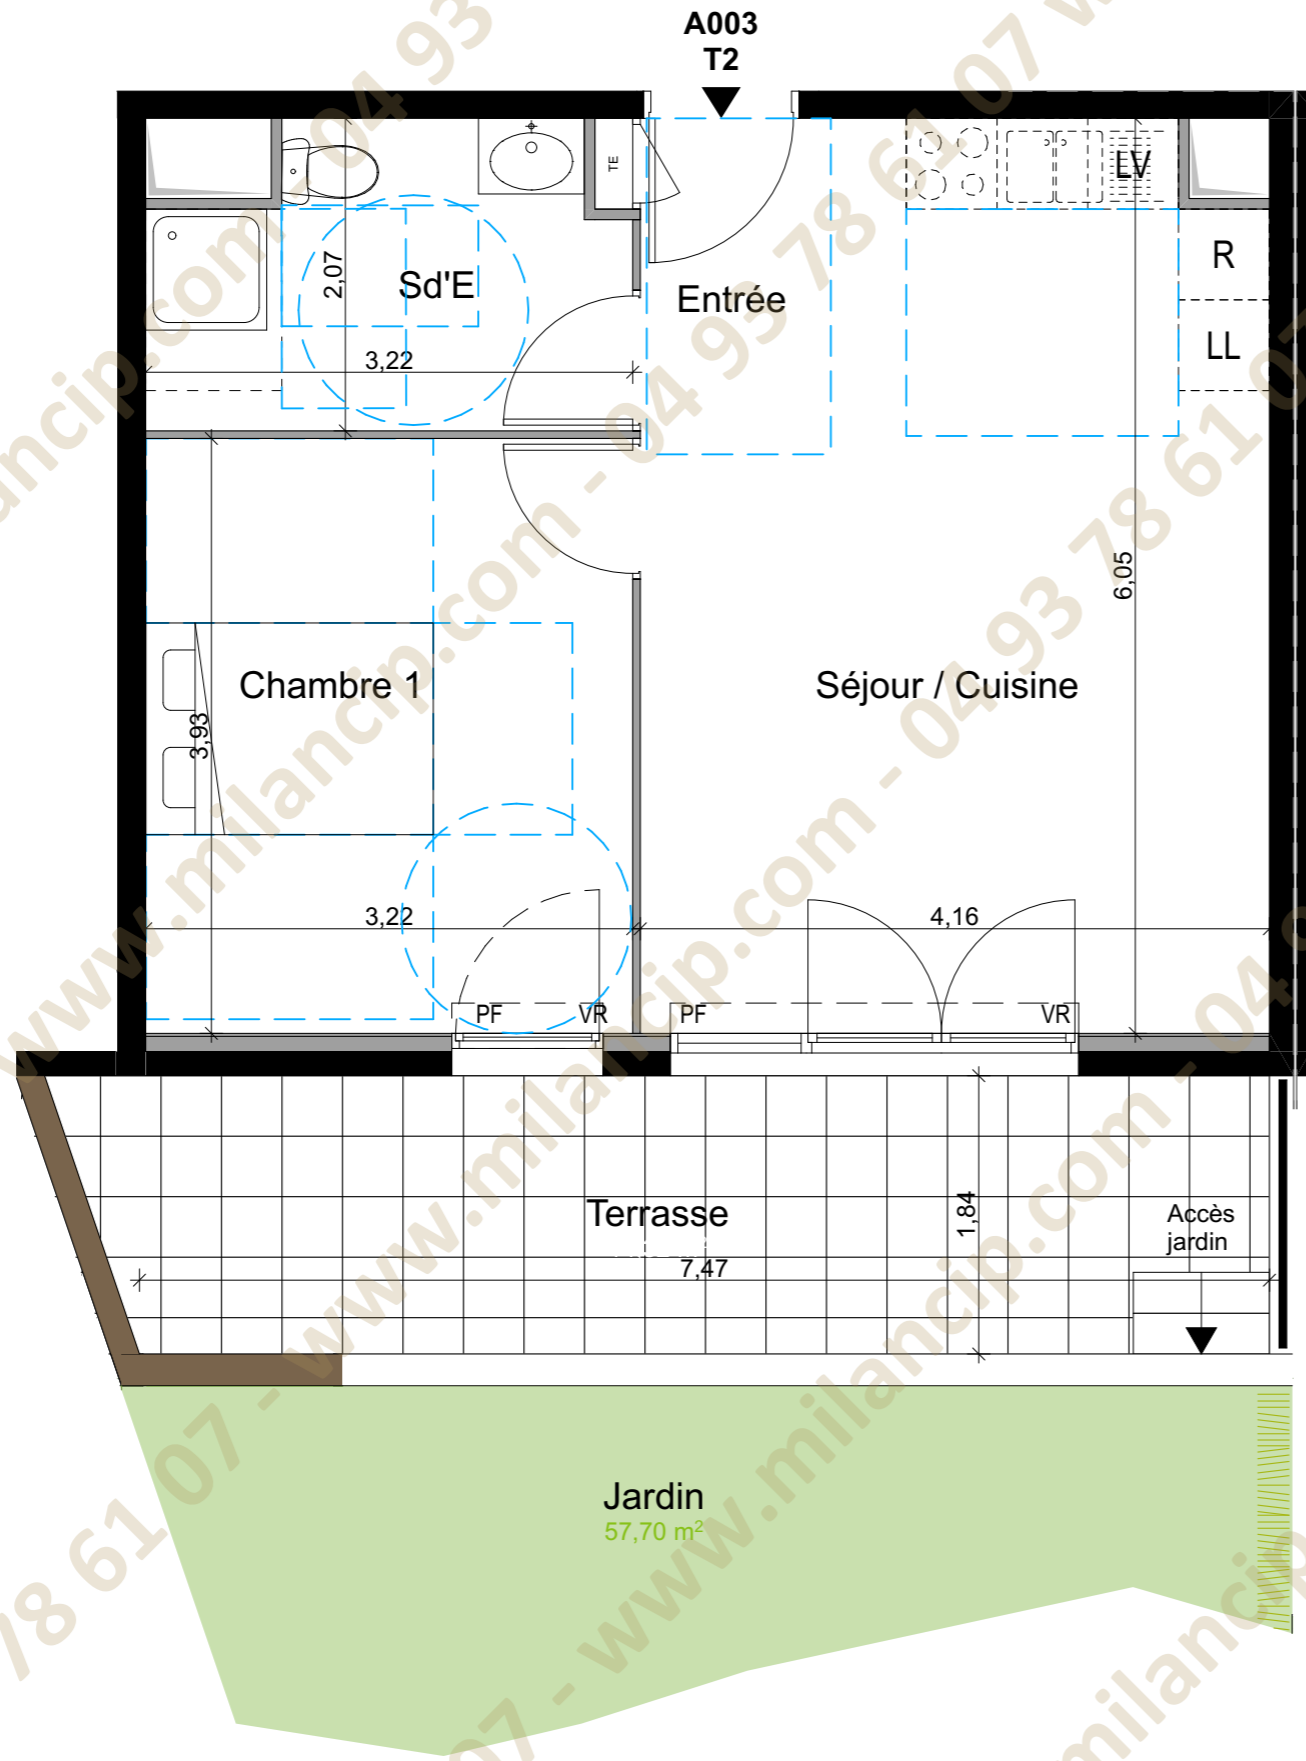 A003
T2
TE
LV
R
LL
Sd'E
2,07
3,22
Entrée
6,05
Chambre 1
3,93
Séjour / Cuisine
3,22
4,16
PF
VR
PF
VR
Terrasse
7,47
1,84
Accès
jardin
Jardin
57,70 m²
www.milancip.com - 04 93 78 61 07